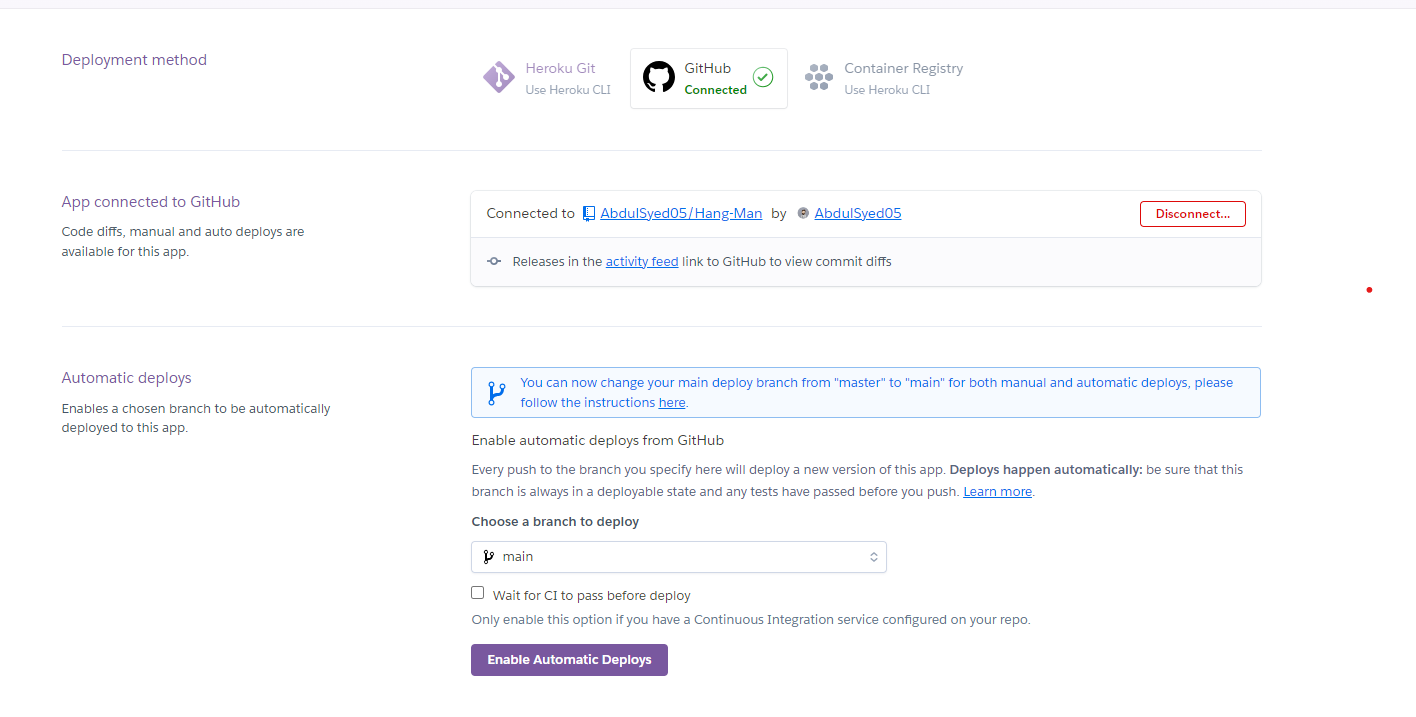 Deployment method
Heroku Git
Use Heroku CLI
GitHub
Connected
Container Registry
Use Heroku CLI
App connected to GitHub
Code diffs, manual and auto deploys are
available for this app.
Connected to AbdulSyed05/Hang-Man by AbdulSyed05
Disconnect...
Releases in the activity feed link to GitHub to view commit diffs
Automatic deploys
Enables a chosen branch to be automatically
deployed to this app.
You can now change your main deploy branch from "master" to "main" for both manual and automatic deploys, please
follow the instructions here.
Enable automatic deploys from GitHub
Every push to the branch you specify here will deploy a new version of this app. Deploys happen automatically: be sure that this
branch is always in a deployable state and any tests have passed before you push. Learn more.
Choose a branch to deploy
main
Wait for CI to pass before deploy
Only enable this option if you have a Continuous Integration service configured on your repo.
Enable Automatic Deploys